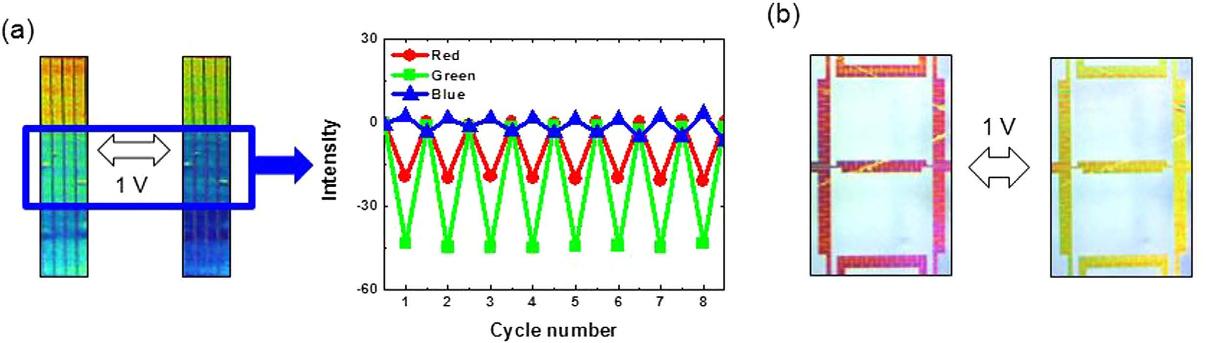 (a)
1 V
Intensity
30
0
-30
-60
Red
Green
Blue
1 2 3 4 5 6 7 8
Cycle number
(b)
1 V